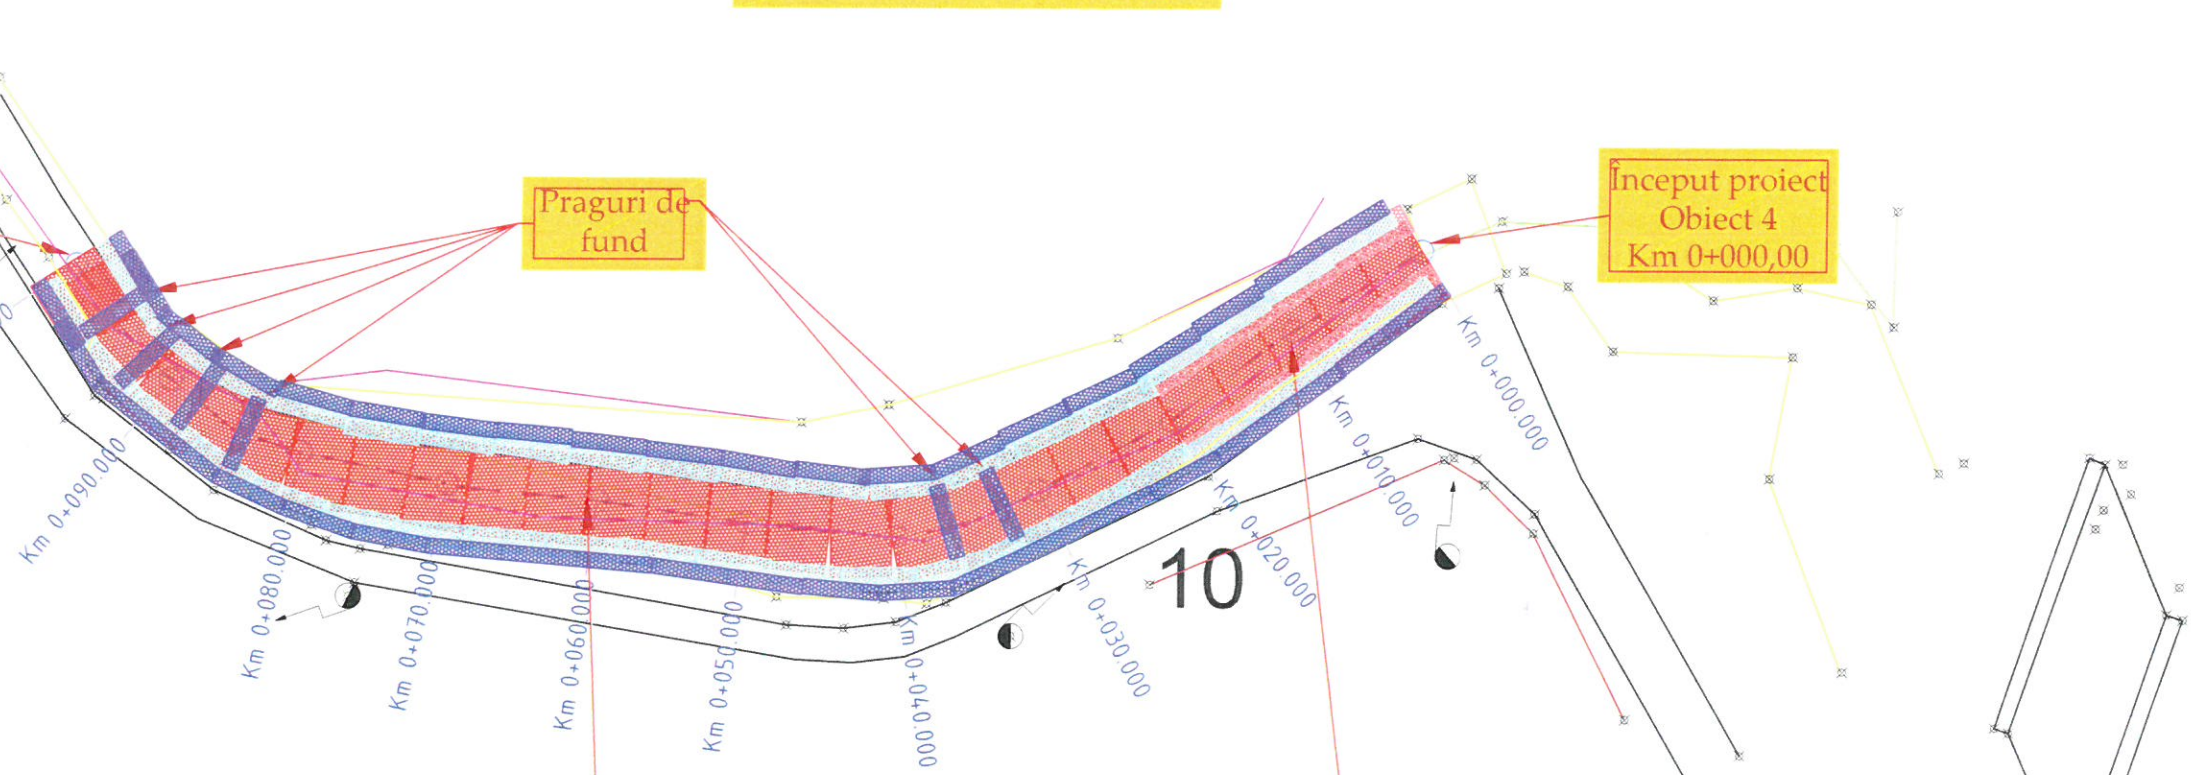 Praguri de
fund
Început proiect
Obiect 4
Km 0+000,00
Km 0+000.000
Km 0+010.000
Km 0+020.000
10
Km 0+030.000
Km 0+040.000
Km 0+050.000
Km 0+060.000
Km 0+070.000
Km 0+080.000
Km 0+090.000